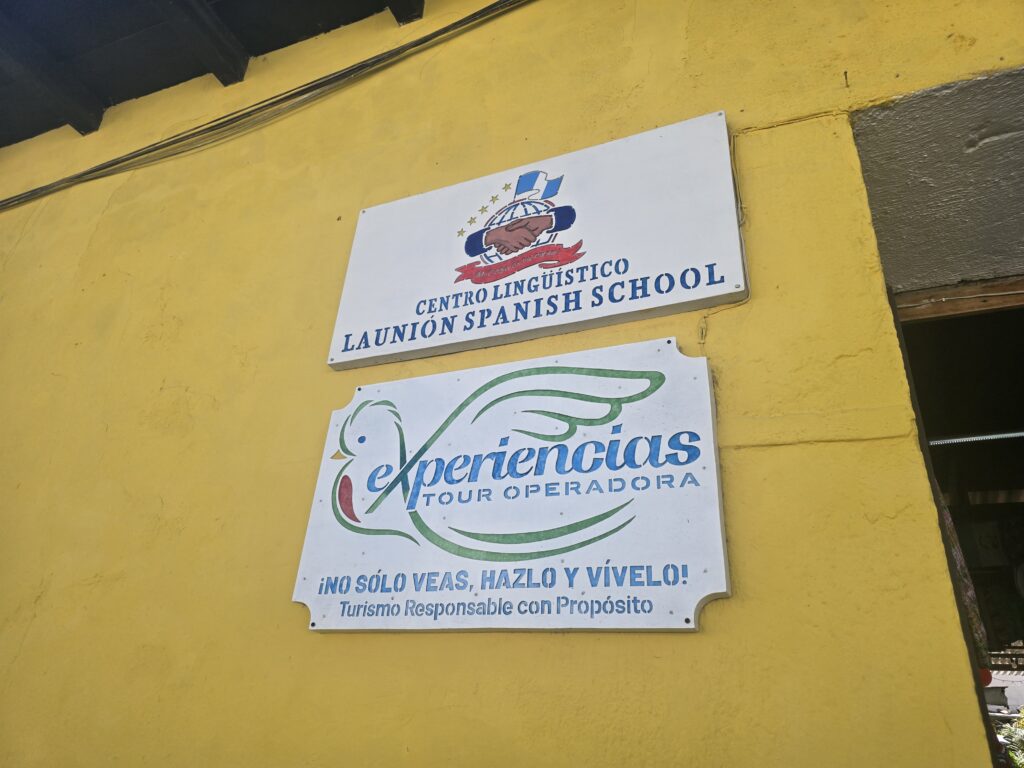 CENTRO LINGÜÍSTICO
LAUNIÓN SPANISH SCHOOL
experiencias
TOUR OPERADORA
¡NO SÓLO VEAS, HAZLO Y VÍVELO!
Turismo Responsable con Propósito